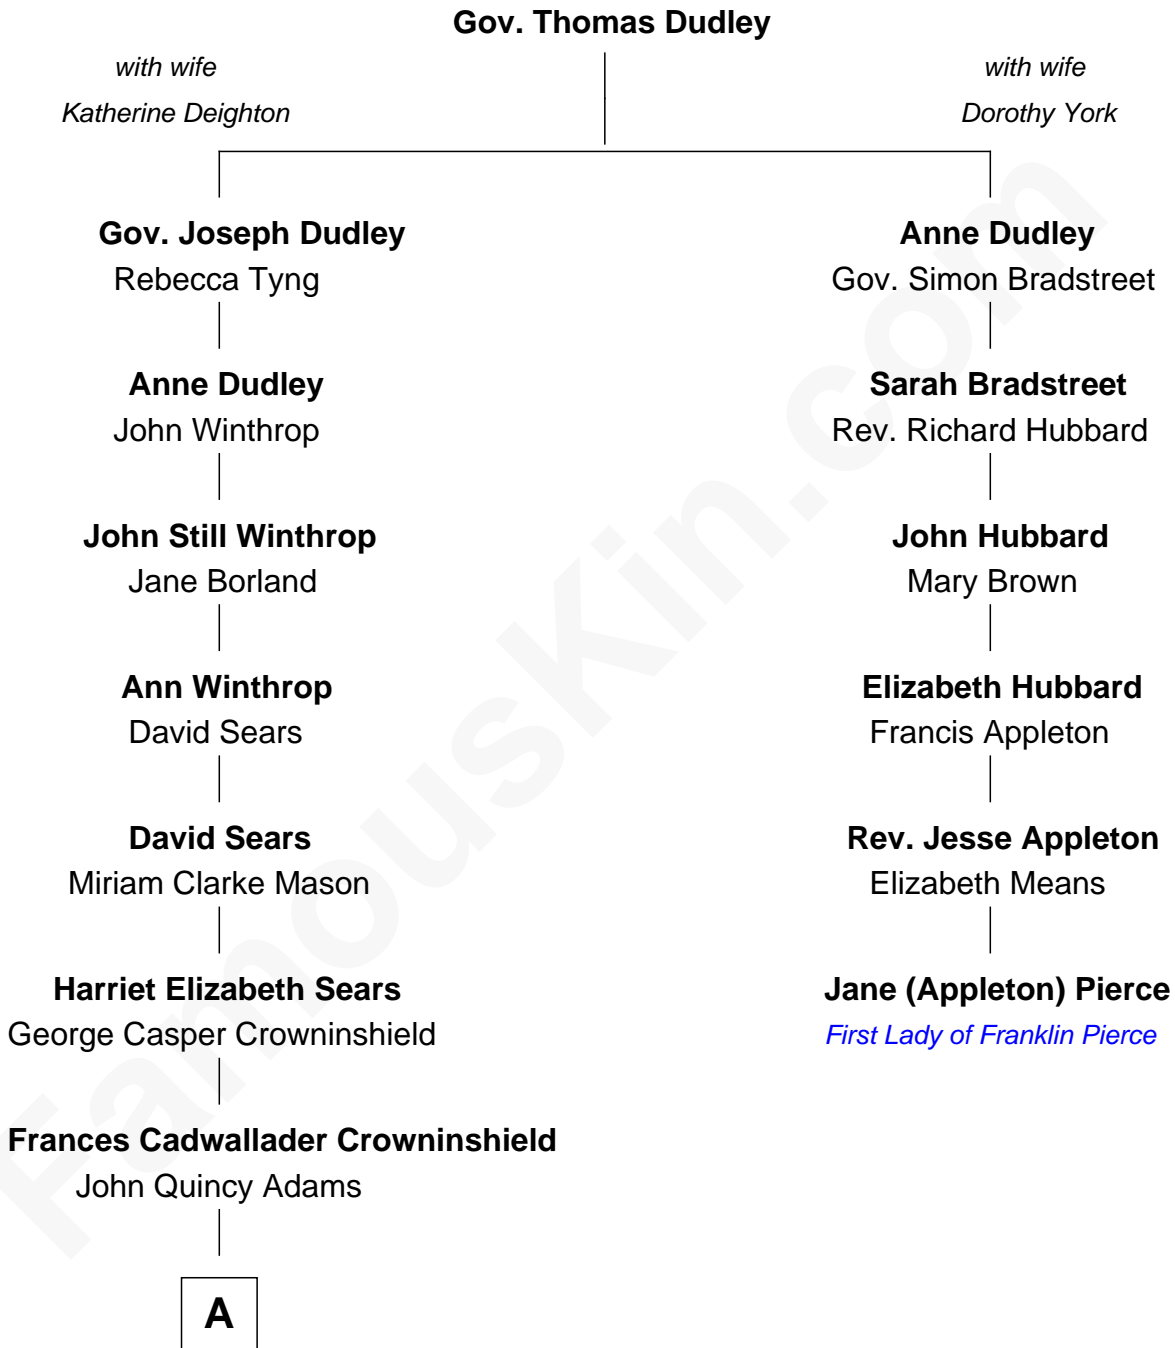 Gov. Thomas Dudley
with wife
Katherine Deighton
with wife
Dorothy York
Gov. Joseph Dudley
Rebecca Tyng
Anne Dudley
Gov. Simon Bradstreet
Anne Dudley
John Winthrop
Sarah Bradstreet
Rev. Richard Hubbard
John Still Winthrop
Jane Borland
John Hubbard
Mary Brown
Ann Winthrop
David Sears
Elizabeth Hubbard
Francis Appleton
David Sears
Miriam Clarke Mason
Rev. Jesse Appleton
Elizabeth Means
Harriet Elizabeth Sears
George Casper Crowninshield
Jane (Appleton) Pierce
First Lady of Franklin Pierce
Frances Cadwallader Crowninshield
John Quincy Adams
A
FamousKin.com